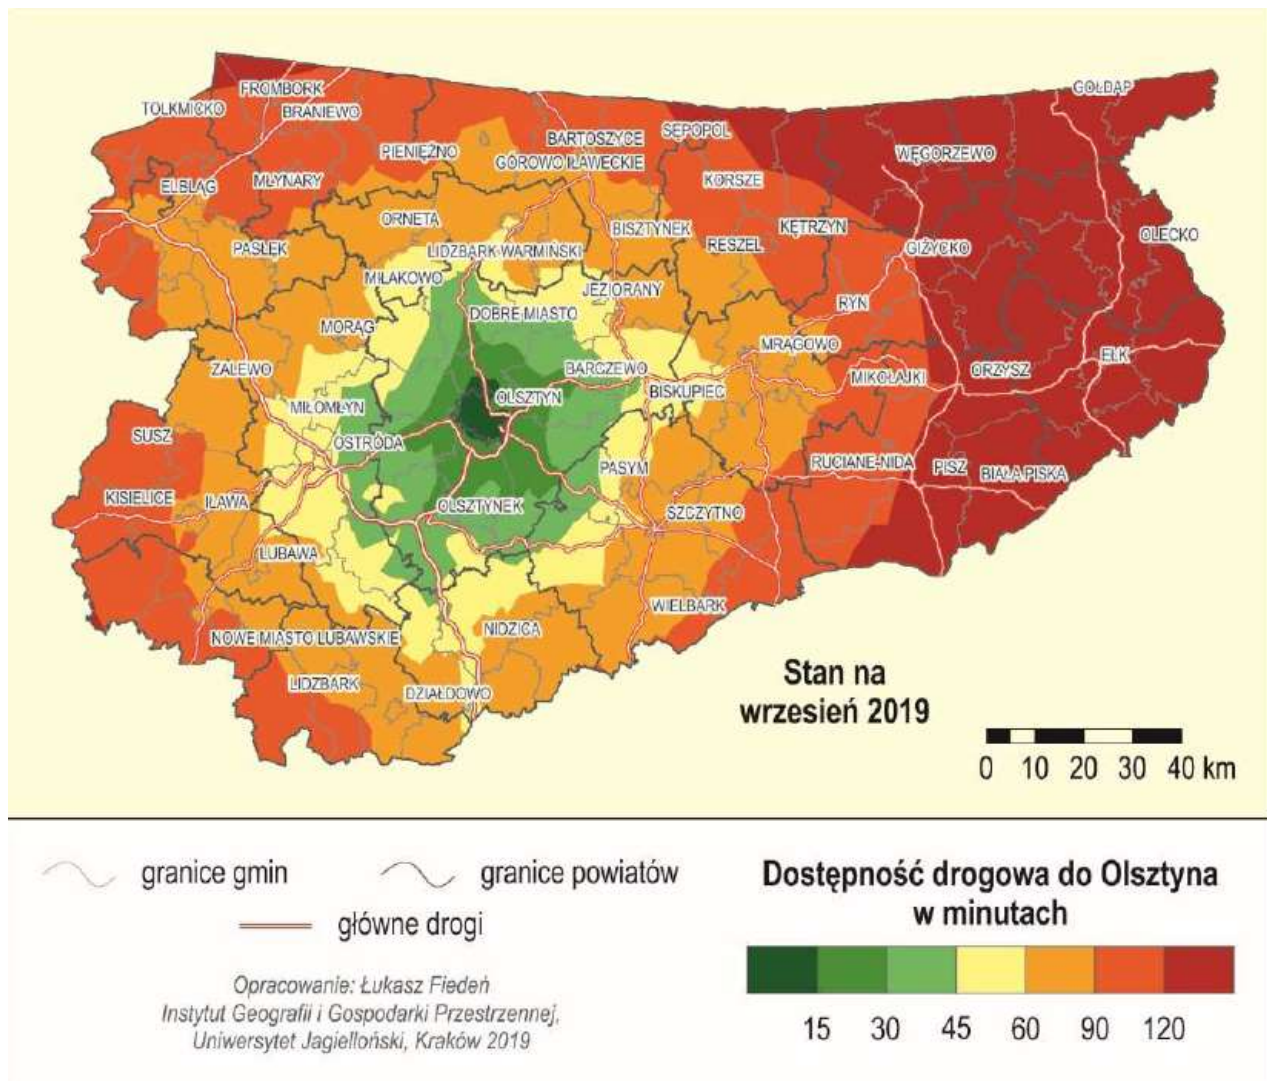 FROMBORK
TOLKMICKO
BRANIEWO
GOŁDAP
SĘPOPOL
BARTOSZYCE
PIENIĘŻNO
GÓROWO IŁAWECKIE
WĘGORZEWO
ELBLĄG
MŁYNARY
KORSZE
ORNETA
BISZTYNEK
KĘTRZYN
OLECKO
PASŁĘK
LIDZBARK WARMIŃSKI
RESZEL
GIŻYCKO
MIŁAKOWO
JEZIORANY
RYN
MORĄG
DOBRE MIASTO
MRĄGOWO
ZALEWO
BARCZEWO
EŁK
MIKOŁAJKI
ORZYSZ
OLSZTYN
BISKUPIEC
MIŁOMŁYN
SUSZ
OSTRÓDA
PASYM
RUCIANE-NIDA
PISZ
BIAŁA PISKA
KISIELICE
IŁAWA
OLSZTYNEK
SZCZYTNO
LUBAWA
WIELBARK
NOWE MIASTO LUBAWSKIE
NIDZICA
LIDZBARK
DZIAŁDOWO
Stan na
wrzesień 2019
0 10 20 30 40 km
granice gmin
granice powiatów
główne drogi
Opracowanie: Łukasz Fiedeń
Instytut Geografii i Gospodarki Przestrzennej,
Uniwersytet Jagielloński, Kraków 2019
Dostępność drogowa do Olsztyna
w minutach
15 30 45 60 90 120